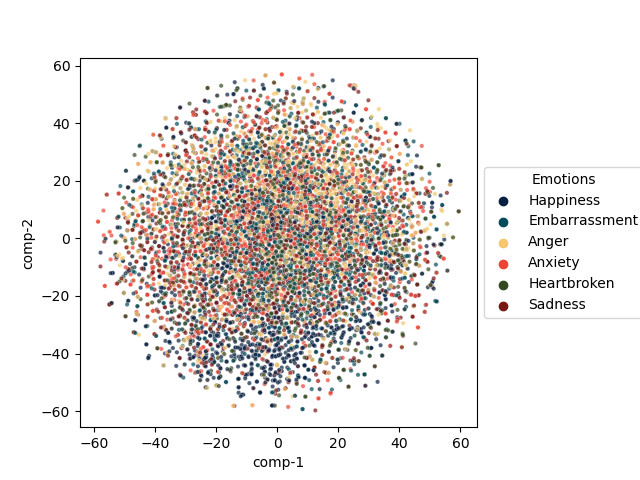 60
40
20
0
−20
−40
−60
comp-2
−60 −40 −20 0 20 40 60
comp-1
Emotions
Happiness
Embarrassment
Anger
Anxiety
Heartbroken
Sadness